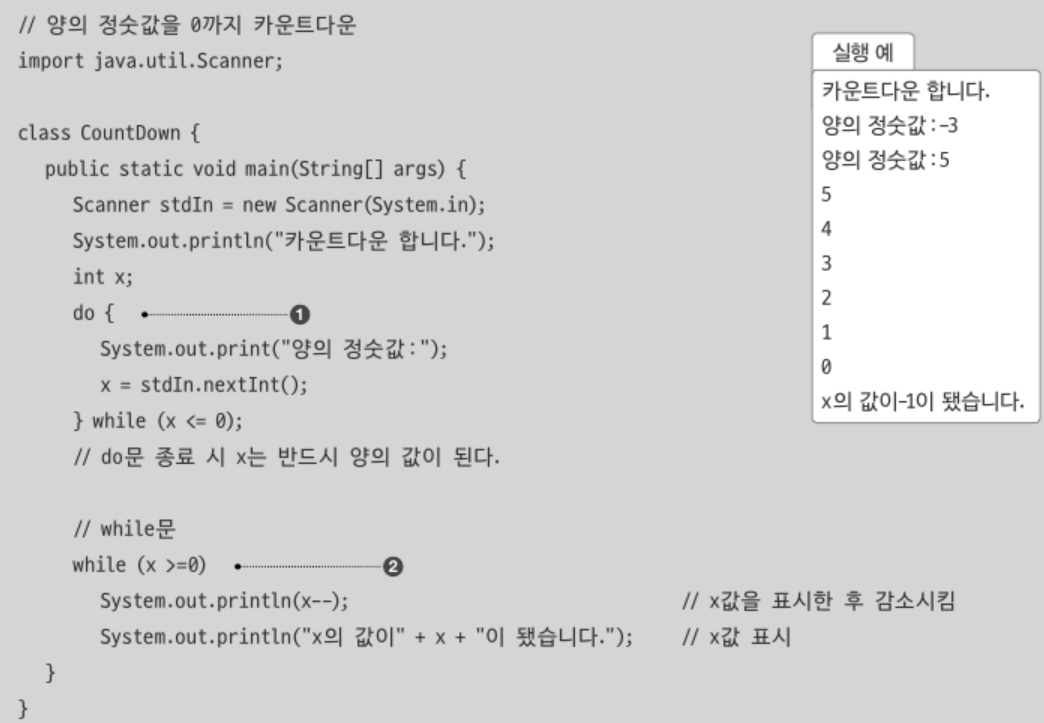 // 양의 정숫값을 0까지 카운트다운
import java.util.Scanner;
class CountDown {
public static void main(String[] args) {
Scanner stdIn = new Scanner(System.in);
System.out.println("카운트다운 합니다.");
int x;
do { ❶
System.out.print("양의 정숫값:");
x = stdIn.nextInt();
} while (x <= 0);
// do문 종료 시 x는 반드시 양의 값이 된다.
// while문
while (x >=0) ❷
System.out.println(x--); // x값을 표시한 후 감소시킴
System.out.println("x의 값이" + x + "이 됐습니다."); // x값 표시
}
}
실행 예
카운트다운 합니다.
양의 정숫값:-3
양의 정숫값:5
5
4
3
2
1
0
x의 값이-1이 됐습니다.